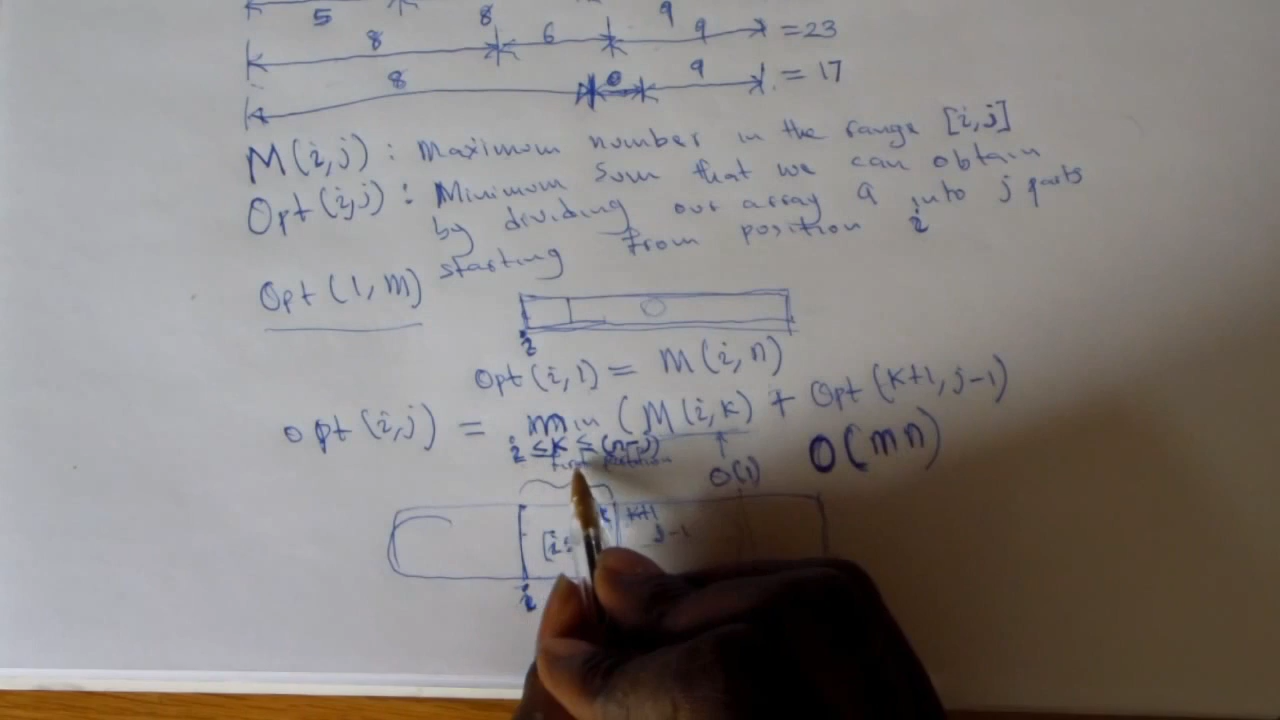 5 8 9
8 6 9 = 23
8 9 = 17
M(i,j) : Maximum number in the range [i,j]
Opt(i,j) : Minimum sum that we can obtain
by dividing our array a into j parts
starting from position i
Opt(1,m)
i
Opt(i,1) = M(i,n)
opt(i,j) = min (M(i,k) + Opt(k+1,j-1)
i ≤ k ≤ (n-j)
first partition
O(1)
O(mn)
k+1
j-1
i